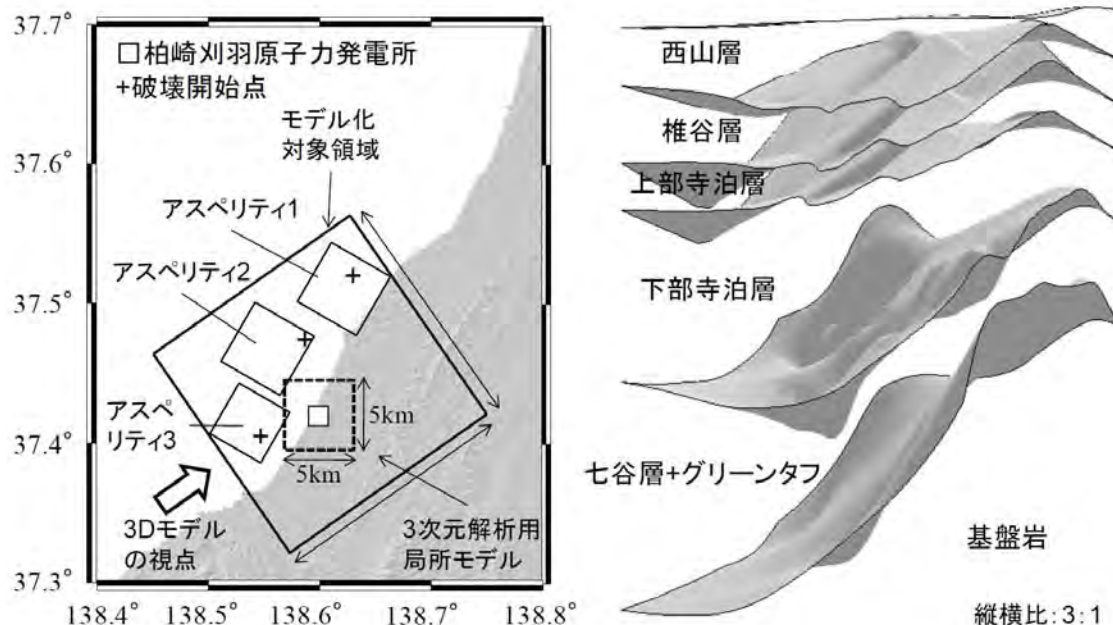 □柏崎刈羽原子力発電所
+破壊開始点
モデル化
対象領域
アスペリティ1
アスペリティ2
アスペ
リティ3
5km
5km
3Dモデル
の視点
3次元解析用
局所モデル
37.7°
37.6°
37.5°
37.4°
37.3°
138.4°
138.5°
138.6°
138.7°
138.8°
西山層
椎谷層
上部寺泊層
下部寺泊層
七谷層+グリーンタフ
基盤岩
縦横比:3:1